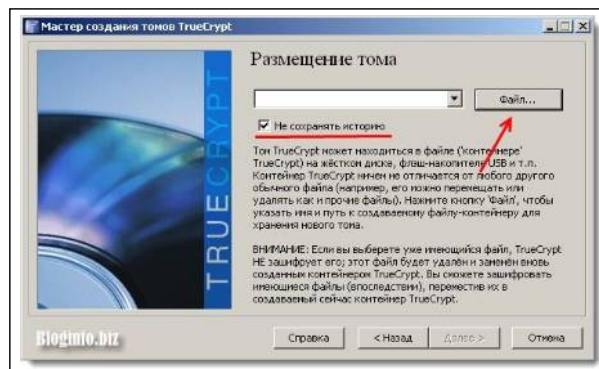 Мастер создания томов TrueCrypt
TRUECRYPT
Размещение тома
Файл...
Не сохранять историю
Том TrueCrypt может находиться в файле ('контейнере'
TrueCrypt) на жёстком диске, флэш-накопителе USB и т.п.
Контейнер TrueCrypt ничем не отличается от любого другого
обычного файла (например, его можно перемещать или
удалять как и прочие файлы). Нажмите кнопку 'Файл', чтобы
указать имя и путь к создаваемому файлу-контейнеру для
хранения нового тома.
ВНИМАНИЕ: Если вы выберете уже имеющийся файл, TrueCrypt
НЕ зашифрует его; этот файл будет удалён и заменён вновь
созданным контейнером TrueCrypt. Вы сможете зашифровать
имеющиеся файлы (впоследствии), переместив их в
создаваемый сейчас контейнер TrueCrypt.
Bloginfo.biz
Справка
< Назад
Далее >
Отмена